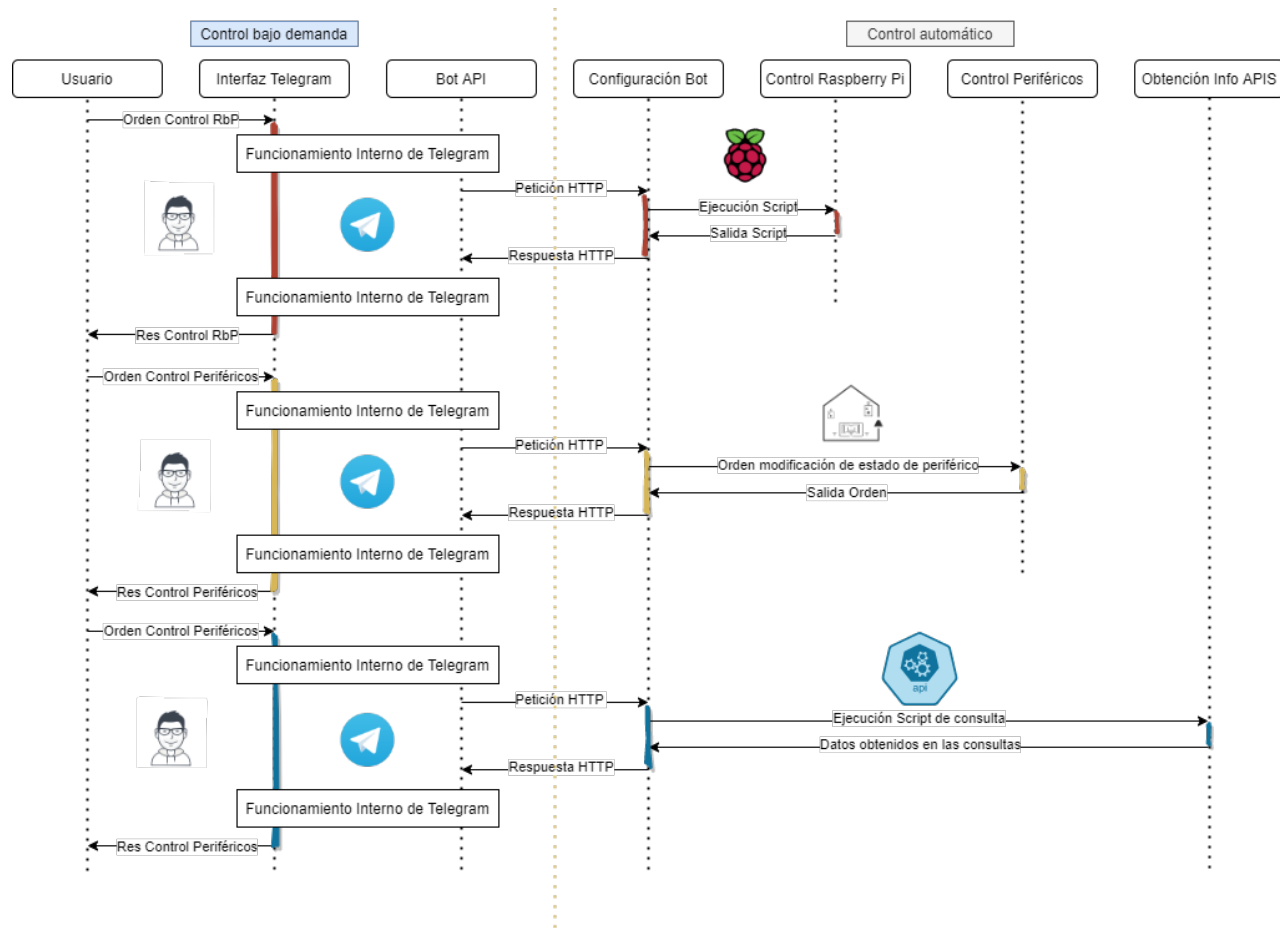 Control bajo demanda
Control automático
Usuario
Interfaz Telegram
Bot API
Configuración Bot
Control Raspberry Pi
Control Periféricos
Obtención Info APIS
Orden Control RbP
Funcionamiento Interno de Telegram
Petición HTTP
Ejecución Script
Salida Script
Respuesta HTTP
Funcionamiento Interno de Telegram
Res Control RbP
Orden Control Periféricos
Funcionamiento Interno de Telegram
Petición HTTP
Orden modificación de estado de periférico
Salida Orden
Respuesta HTTP
Funcionamiento Interno de Telegram
Res Control Periféricos
Orden Control Periféricos
Funcionamiento Interno de Telegram
api
Petición HTTP
Ejecución Script de consulta
Datos obtenidos en las consultas
Respuesta HTTP
Funcionamiento Interno de Telegram
Res Control Periféricos